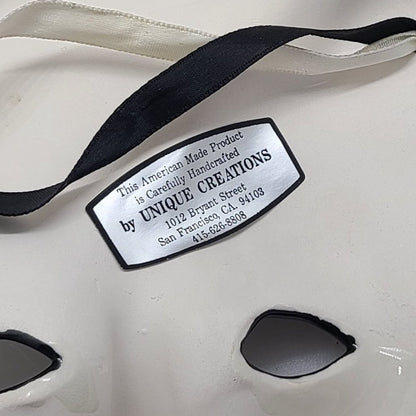 This American Made Product
is Carefully Handcrafted
by UNIQUE CREATIONS
1012 Bryant Street
San Francisco, CA. 94103
415-626-8808